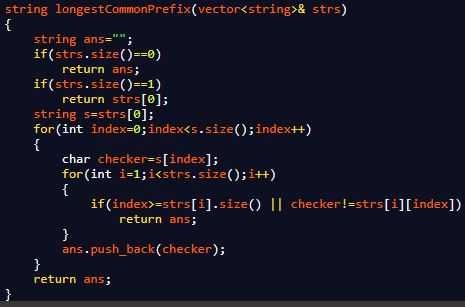 string longestCommonPrefix(vector<string>& strs)
{
    string ans="";
    if(strs.size()==0)
        return ans;
    if(strs.size()==1)
        return strs[0];
    string s=strs[0];
    for(int index=0;index<s.size();index++)
    {
        char checker=s[index];
        for(int i=1;i<strs.size();i++)
        {
            if(index>=strs[i].size() || checker!=strs[i][index])
                return ans;
        }
        ans.push_back(checker);
    }
    return ans;
}